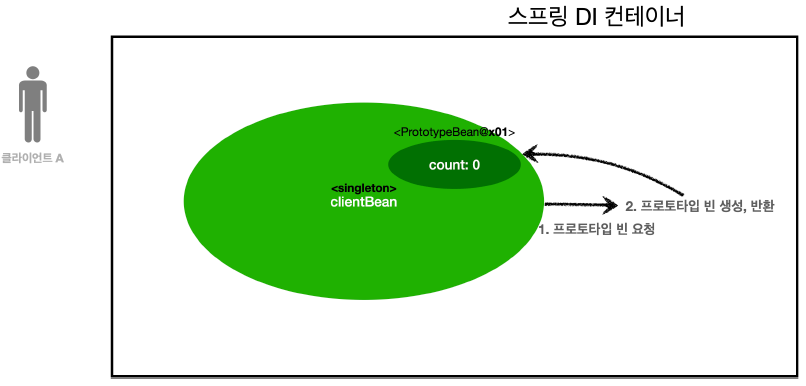 스프링 DI 컨테이너
클라이언트 A
<PrototypeBean@x01>
count: 0
<singleton>
clientBean
2. 프로토타입 빈 생성, 반환
1. 프로토타입 빈 요청